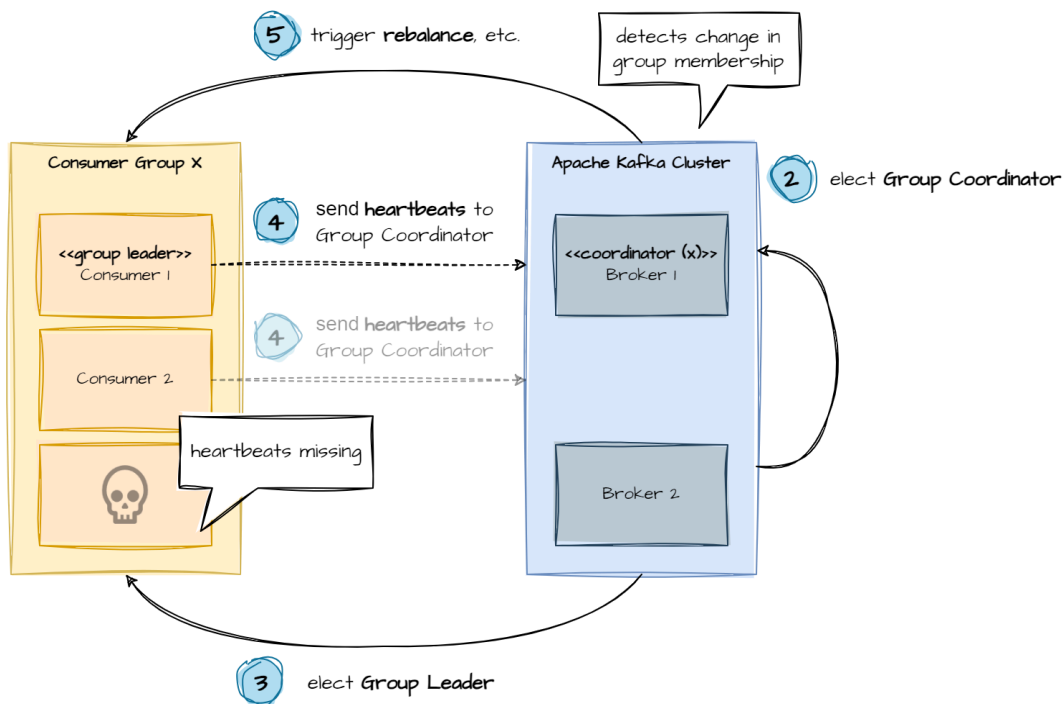 5
trigger rebalance, etc.
detects change in
group membership
Consumer Group X
Apache Kafka Cluster
2
elect Group Coordinator
4
send heartbeats to
Group Coordinator
<<group leader>>
Consumer 1
<<coordinator (x)>>
Broker 1
4
send heartbeats to
Group Coordinator
Consumer 2
heartbeats missing
Broker 2
3
elect Group Leader